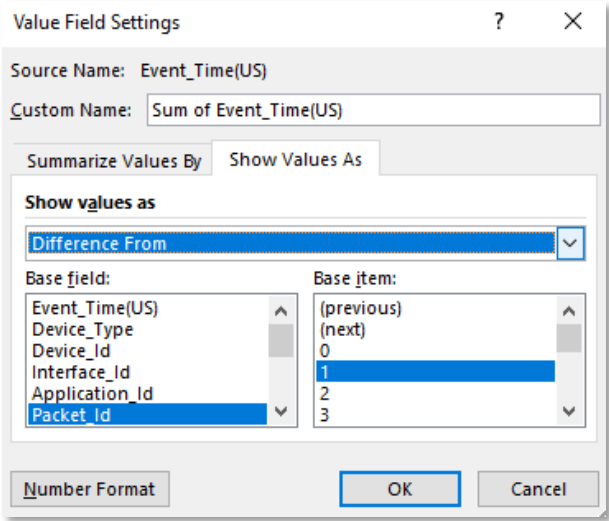 Value Field Settings ?
Source Name: Event_Time(US)
Custom Name: Sum of Event_Time(US)
Summarize Values By Show Values As
Show values as
Difference From
Base field: Base item:
Event_Time(US) (previous)
Device_Type (next)
Device_Id 0
Interface_Id 1
Application_Id 2
Packet_Id 3
Number Format OK Cancel